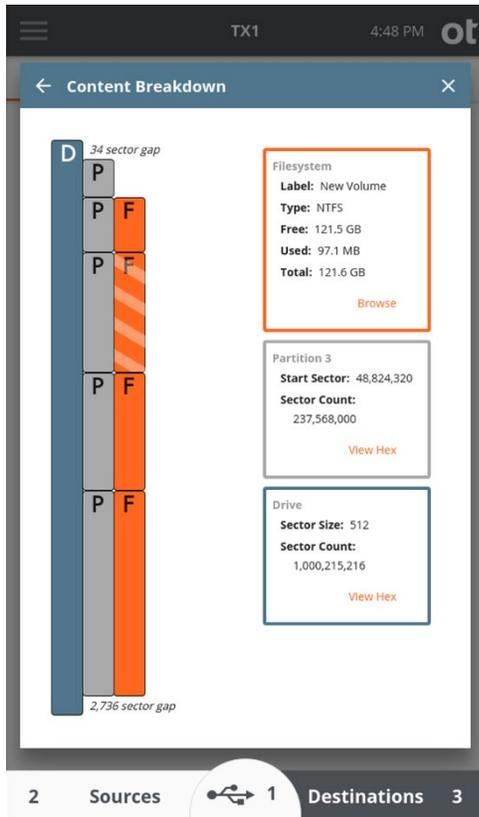 TX1
4:48 PM
ot
Content Breakdown
D
34 sector gap
P
P F
P F
P F
P F
2,736 sector gap
Filesystem
Label: New Volume
Type: NTFS
Free: 121.5 GB
Used: 97.1 MB
Total: 121.6 GB
Browse
Partition 3
Start Sector: 48,824,320
Sector Count:
237,568,000
View Hex
Drive
Sector Size: 512
Sector Count:
1,000,215,216
View Hex
2 Sources
1
Destinations 3